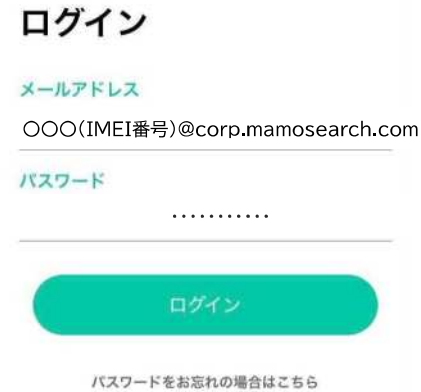 ログイン
メールアドレス
〇〇〇(IMEI番号)@corp.mamosearch.com
パスワード
...........
ログイン
パスワードをお忘れの場合はこちら